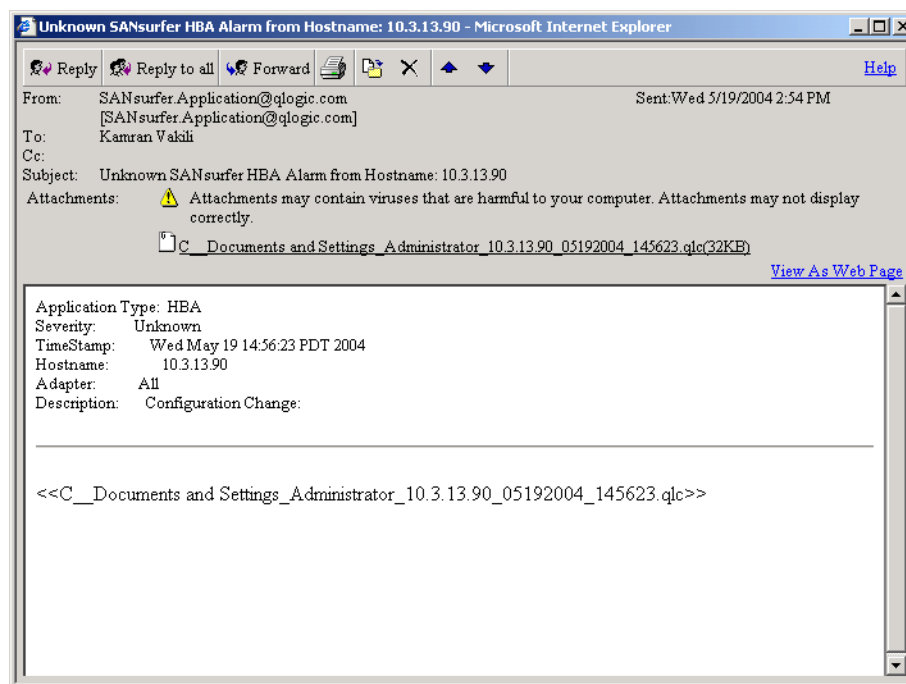 Unknown SANsurfer HBA Alarm from Hostname: 10.3.13.90 - Microsoft Internet Explorer
Reply Reply to all Forward Help
From: SANsurfer.Application@qlogic.com Sent:Wed 5/19/2004 2:54 PM
[SANsurfer.Application@qlogic.com]
To: Kamran Vakili
Cc:
Subject: Unknown SANsurfer HBA Alarm from Hostname: 10.3.13.90
Attachments: Attachments may contain viruses that are harmful to your computer. Attachments may not display
correctly.
C__Documents and Settings_Administrator_10.3.13.90_05192004_145623.qlc(32KB)
View As Web Page
Application Type: HBA
Severity: Unknown
TimeStamp: Wed May 19 14:56:23 PDT 2004
Hostname: 10.3.13.90
Adapter: All
Description: Configuration Change:
<<C__Documents and Settings_Administrator_10.3.13.90_05192004_145623.qlc>>